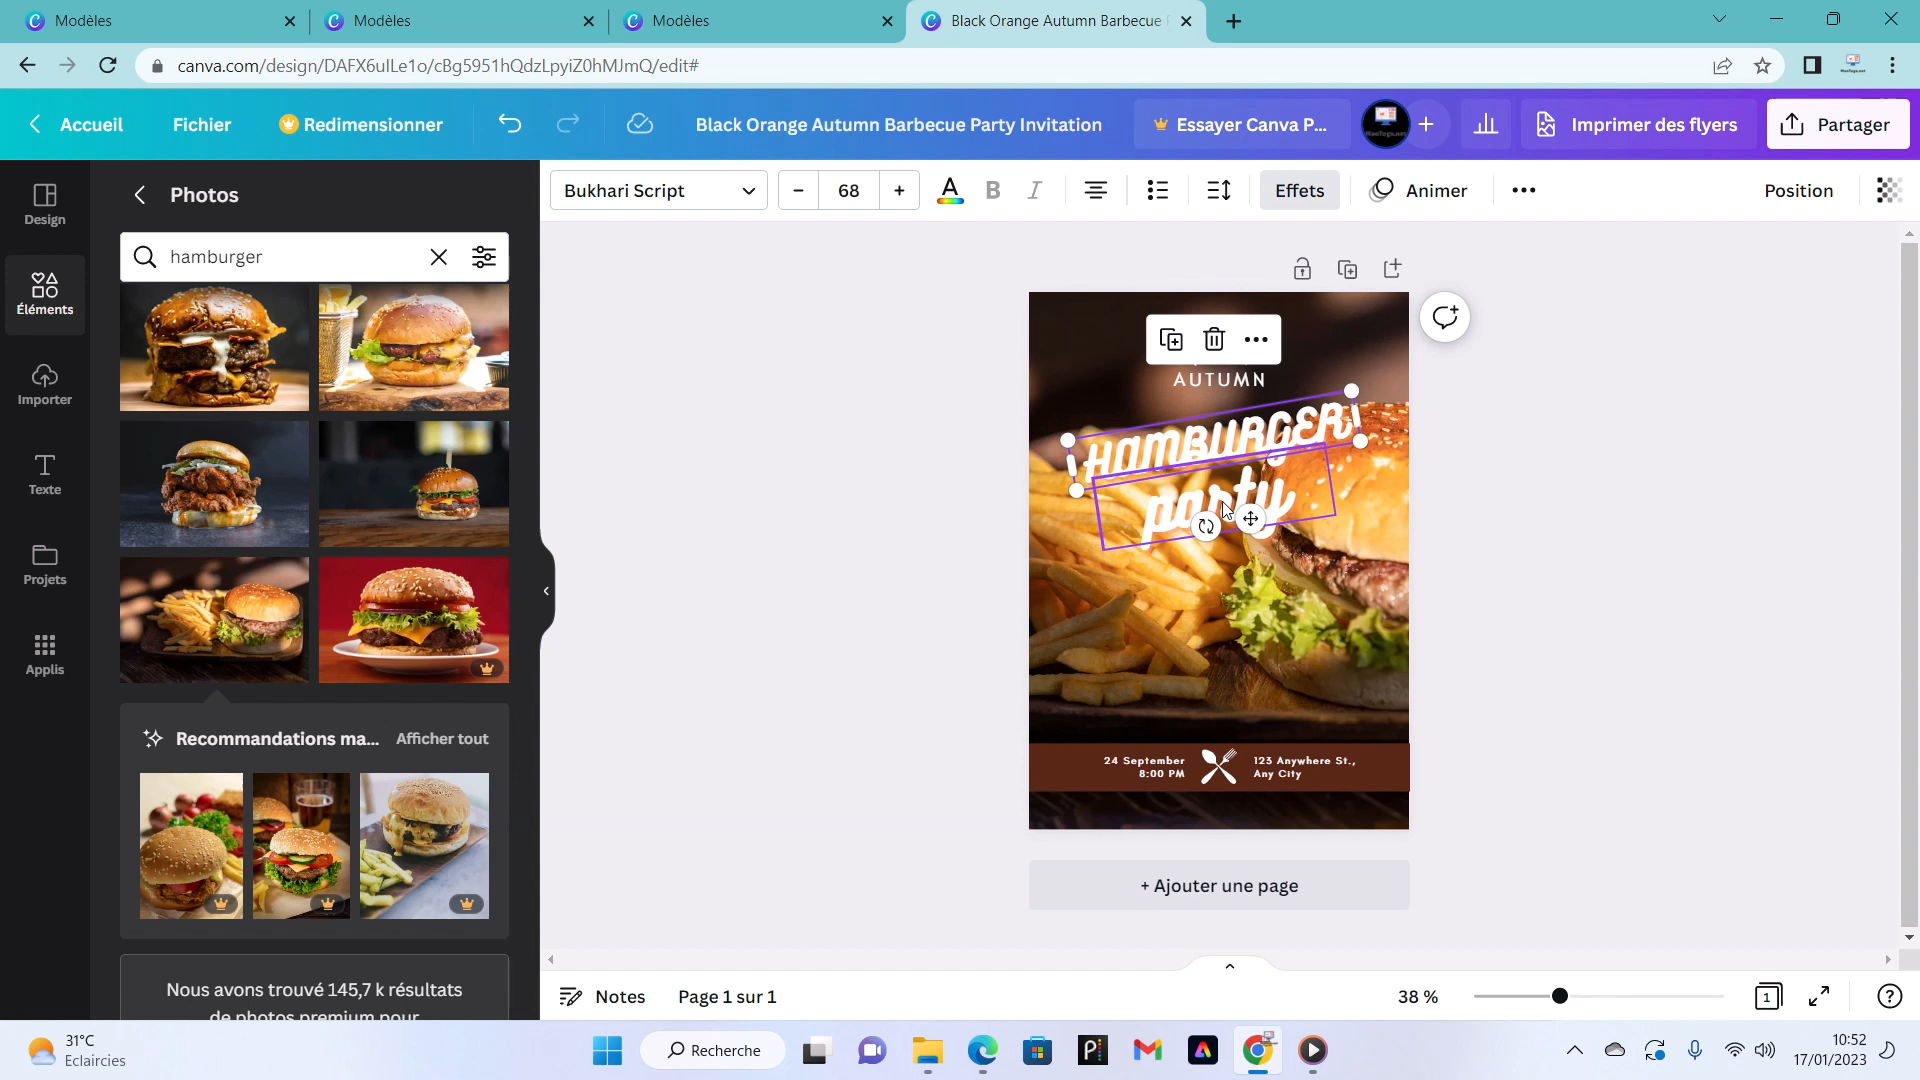 Modèles
Modèles
Modèles
Black Orange Autumn Barbecue
canva.com/design/DAFX6uILe1o/cBg5951hQdzLpyiZ0hMJmQ/edit#
Accueil
Fichier
Redimensionner
Black Orange Autumn Barbecue Party Invitation
Essayer Canva P...
Imprimer des flyers
Partager
Design
Éléments
Importer
Texte
Projets
Applis
Photos
hamburger
Recommandations ma...
Afficher tout
Nous avons trouvé 145,7 k résultats
de photos premium pour
Bukhari Script
68
Effets
Animer
Position
AUTUMN
HAMBURGER
party
24 September
8:00 PM
123 Anywhere St.,
Any City
+ Ajouter une page
Notes
Page 1 sur 1
38 %
1
31°C
Eclaircies
Recherche
10:52
17/01/2023